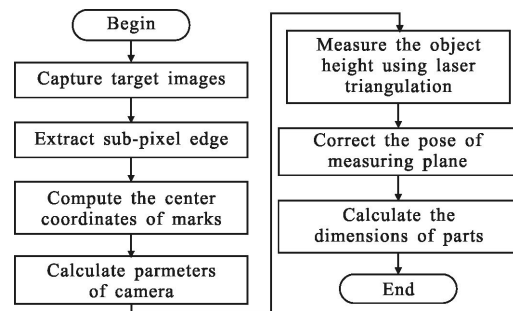 Begin
Capture target images
Extract sub-pixel edge
Compute the center
coordinates of marks
Calculate parmeters
of camera
Measure the object
height using laser
triangulation
Correct the pose of
measuring plane
Calculate the
dimensions of parts
End